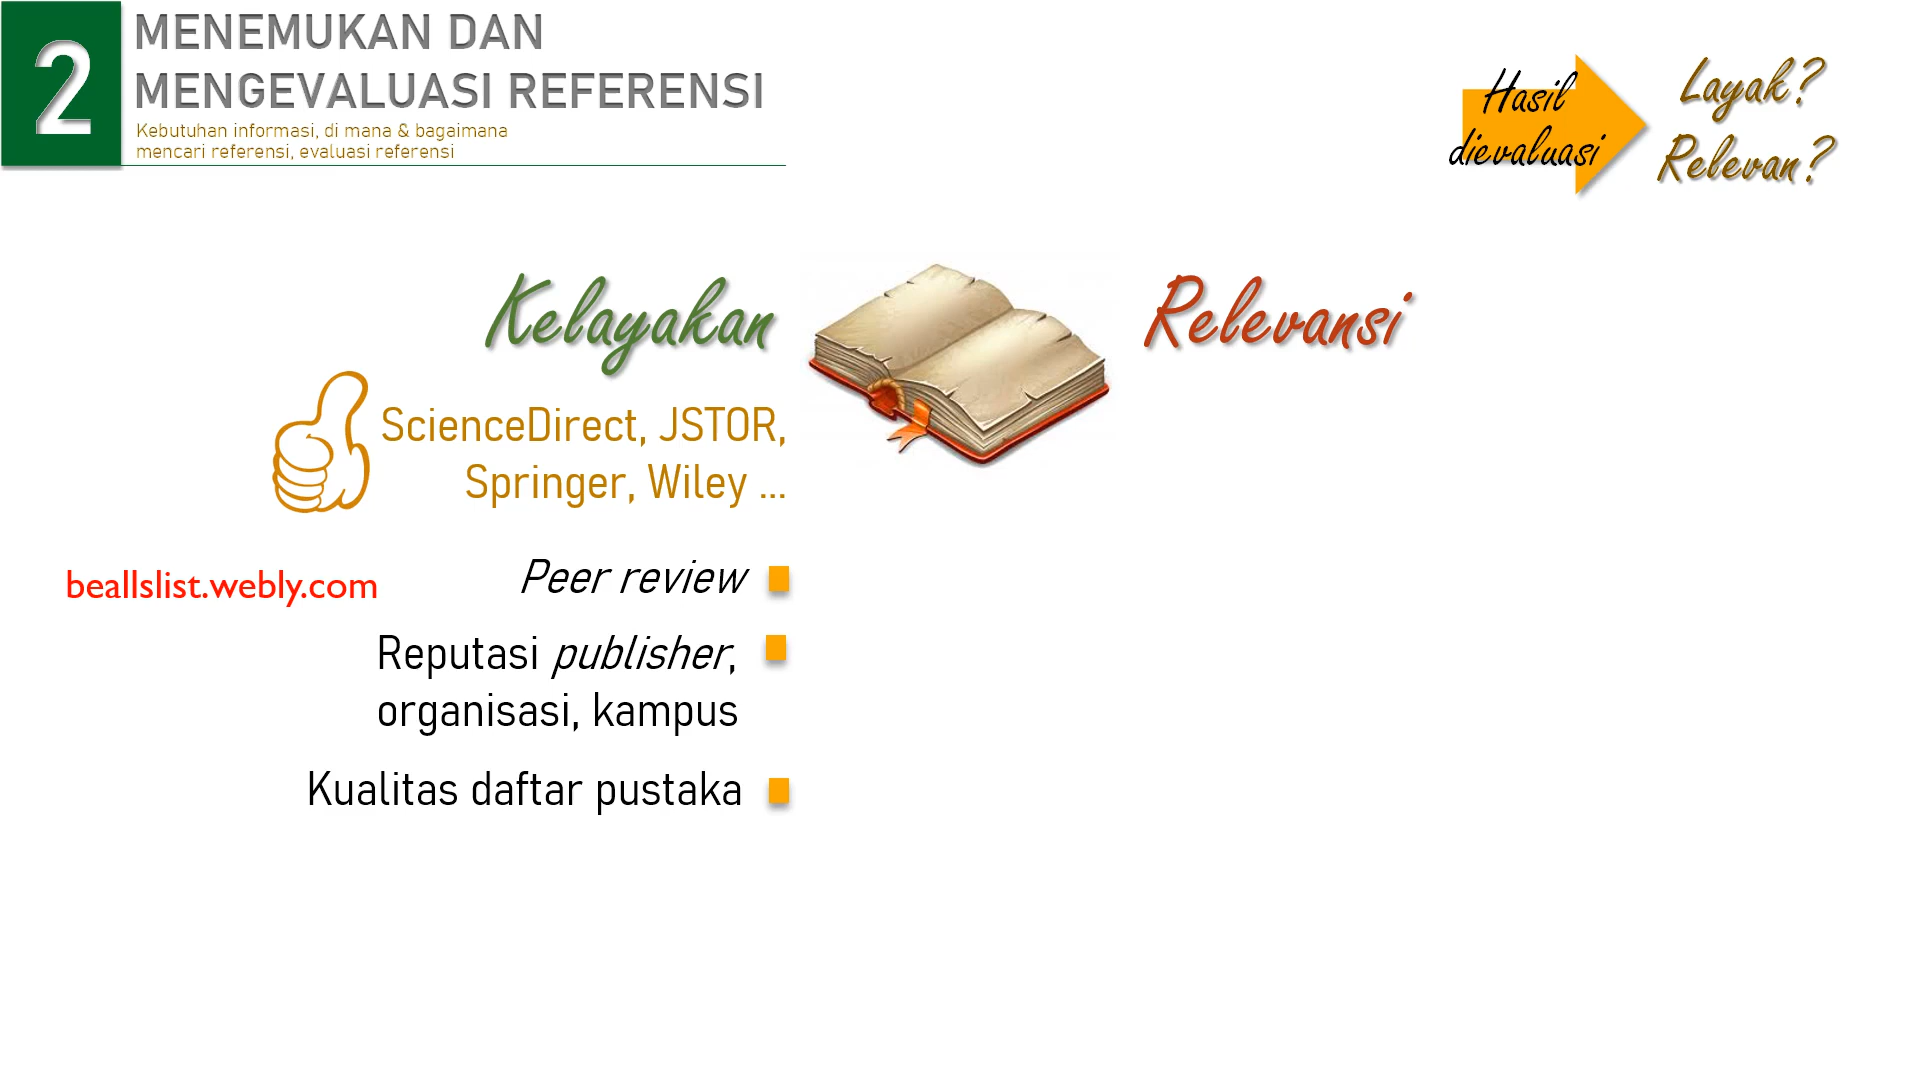 2
MENEMUKAN DAN
MENGEVALUASI REFERENSI
Kebutuhan informasi, di mana & bagaimana
mencari referensi, evaluasi referensi
Hasil
dievaluasi
Layak?
Relevan?
Kelayakan
Relevansi
ScienceDirect, JSTOR,
Springer, Wiley ...
beallslist.webly.com
Peer review
Reputasi publisher,
organisasi, kampus
Kualitas daftar pustaka